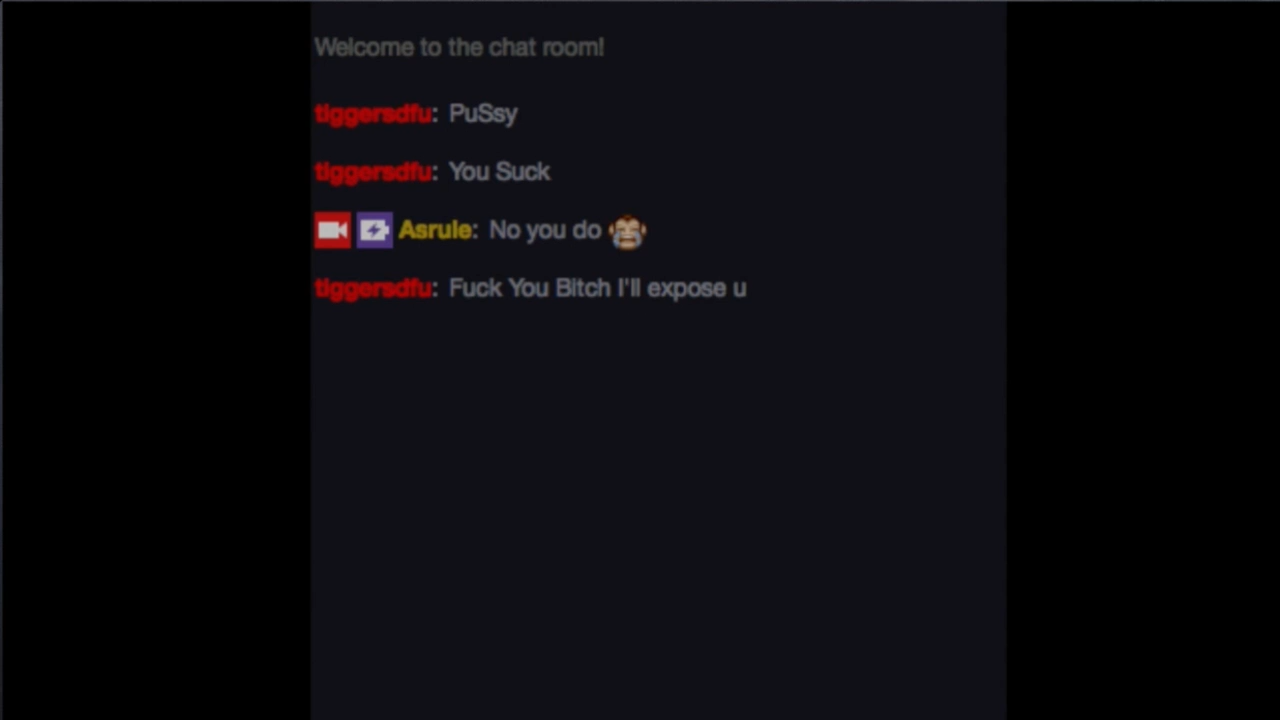 Welcome to the chat room!
tiggersdfu: PuSsy
tiggersdfu: You Suck
Asrule: No you do
tiggersdfu: Fuck You Bitch I'll expose u